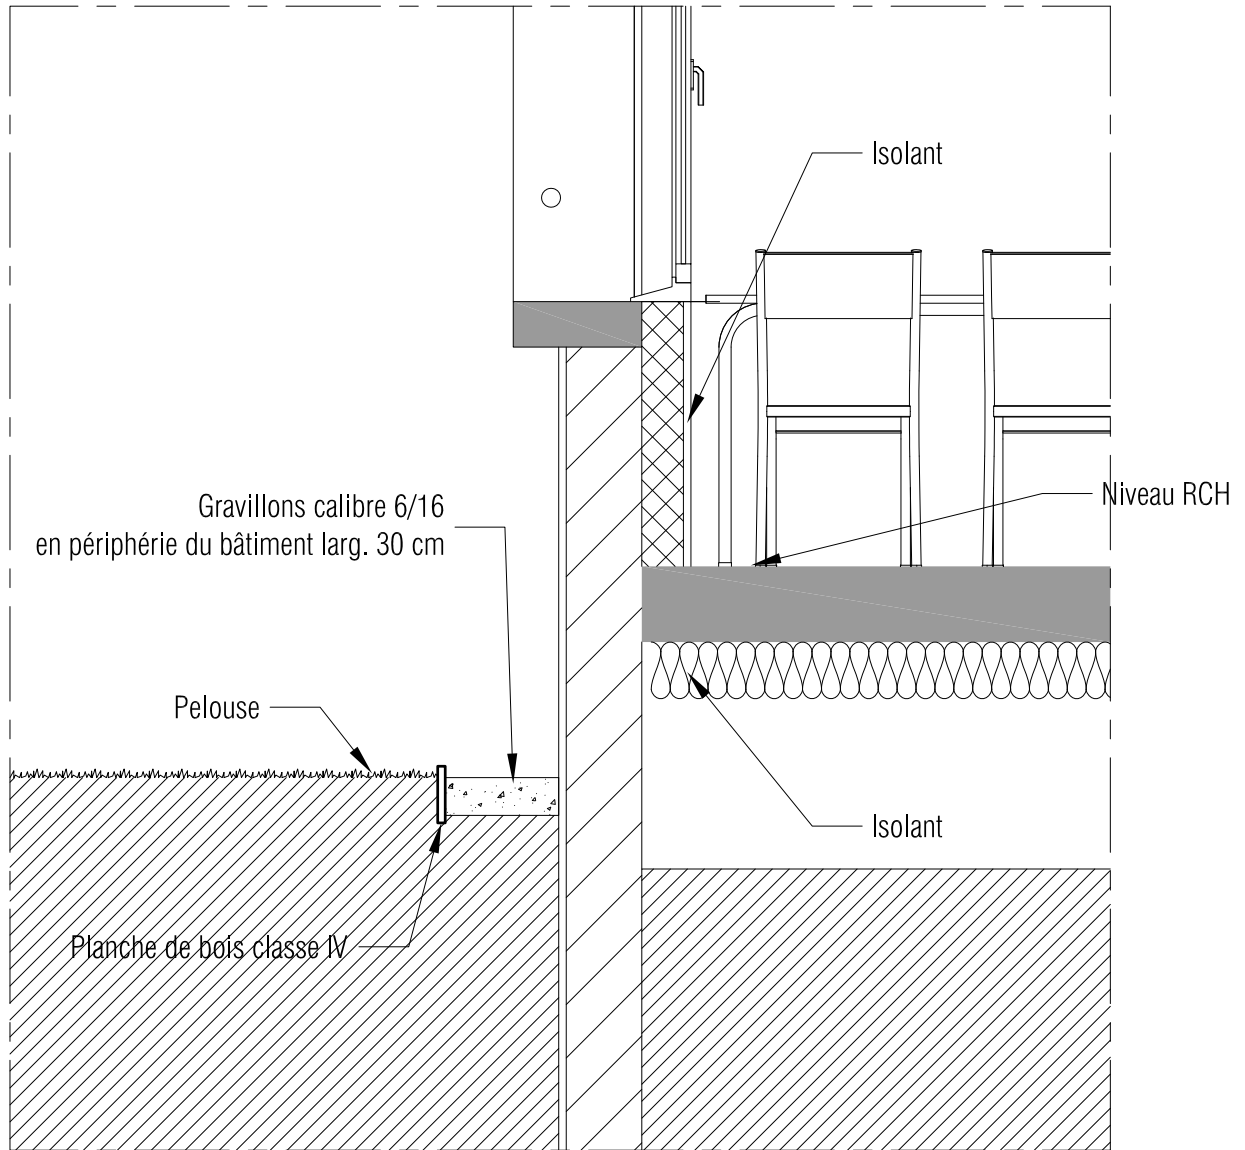 Isolant
Niveau RCH
Gravillons calibre 6/16
en périphérie du bâtiment larg. 30 cm
Pelouse
Isolant
Planche de bois classe IV